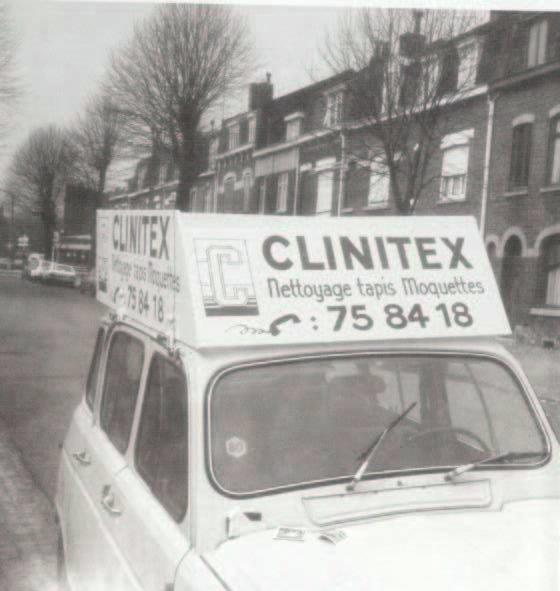 CLINITEX
Nettoyage tapis Moquettes
75 84 18
C
CLINITEX
Nettoyage tapis Moquettes
: 75 84 18